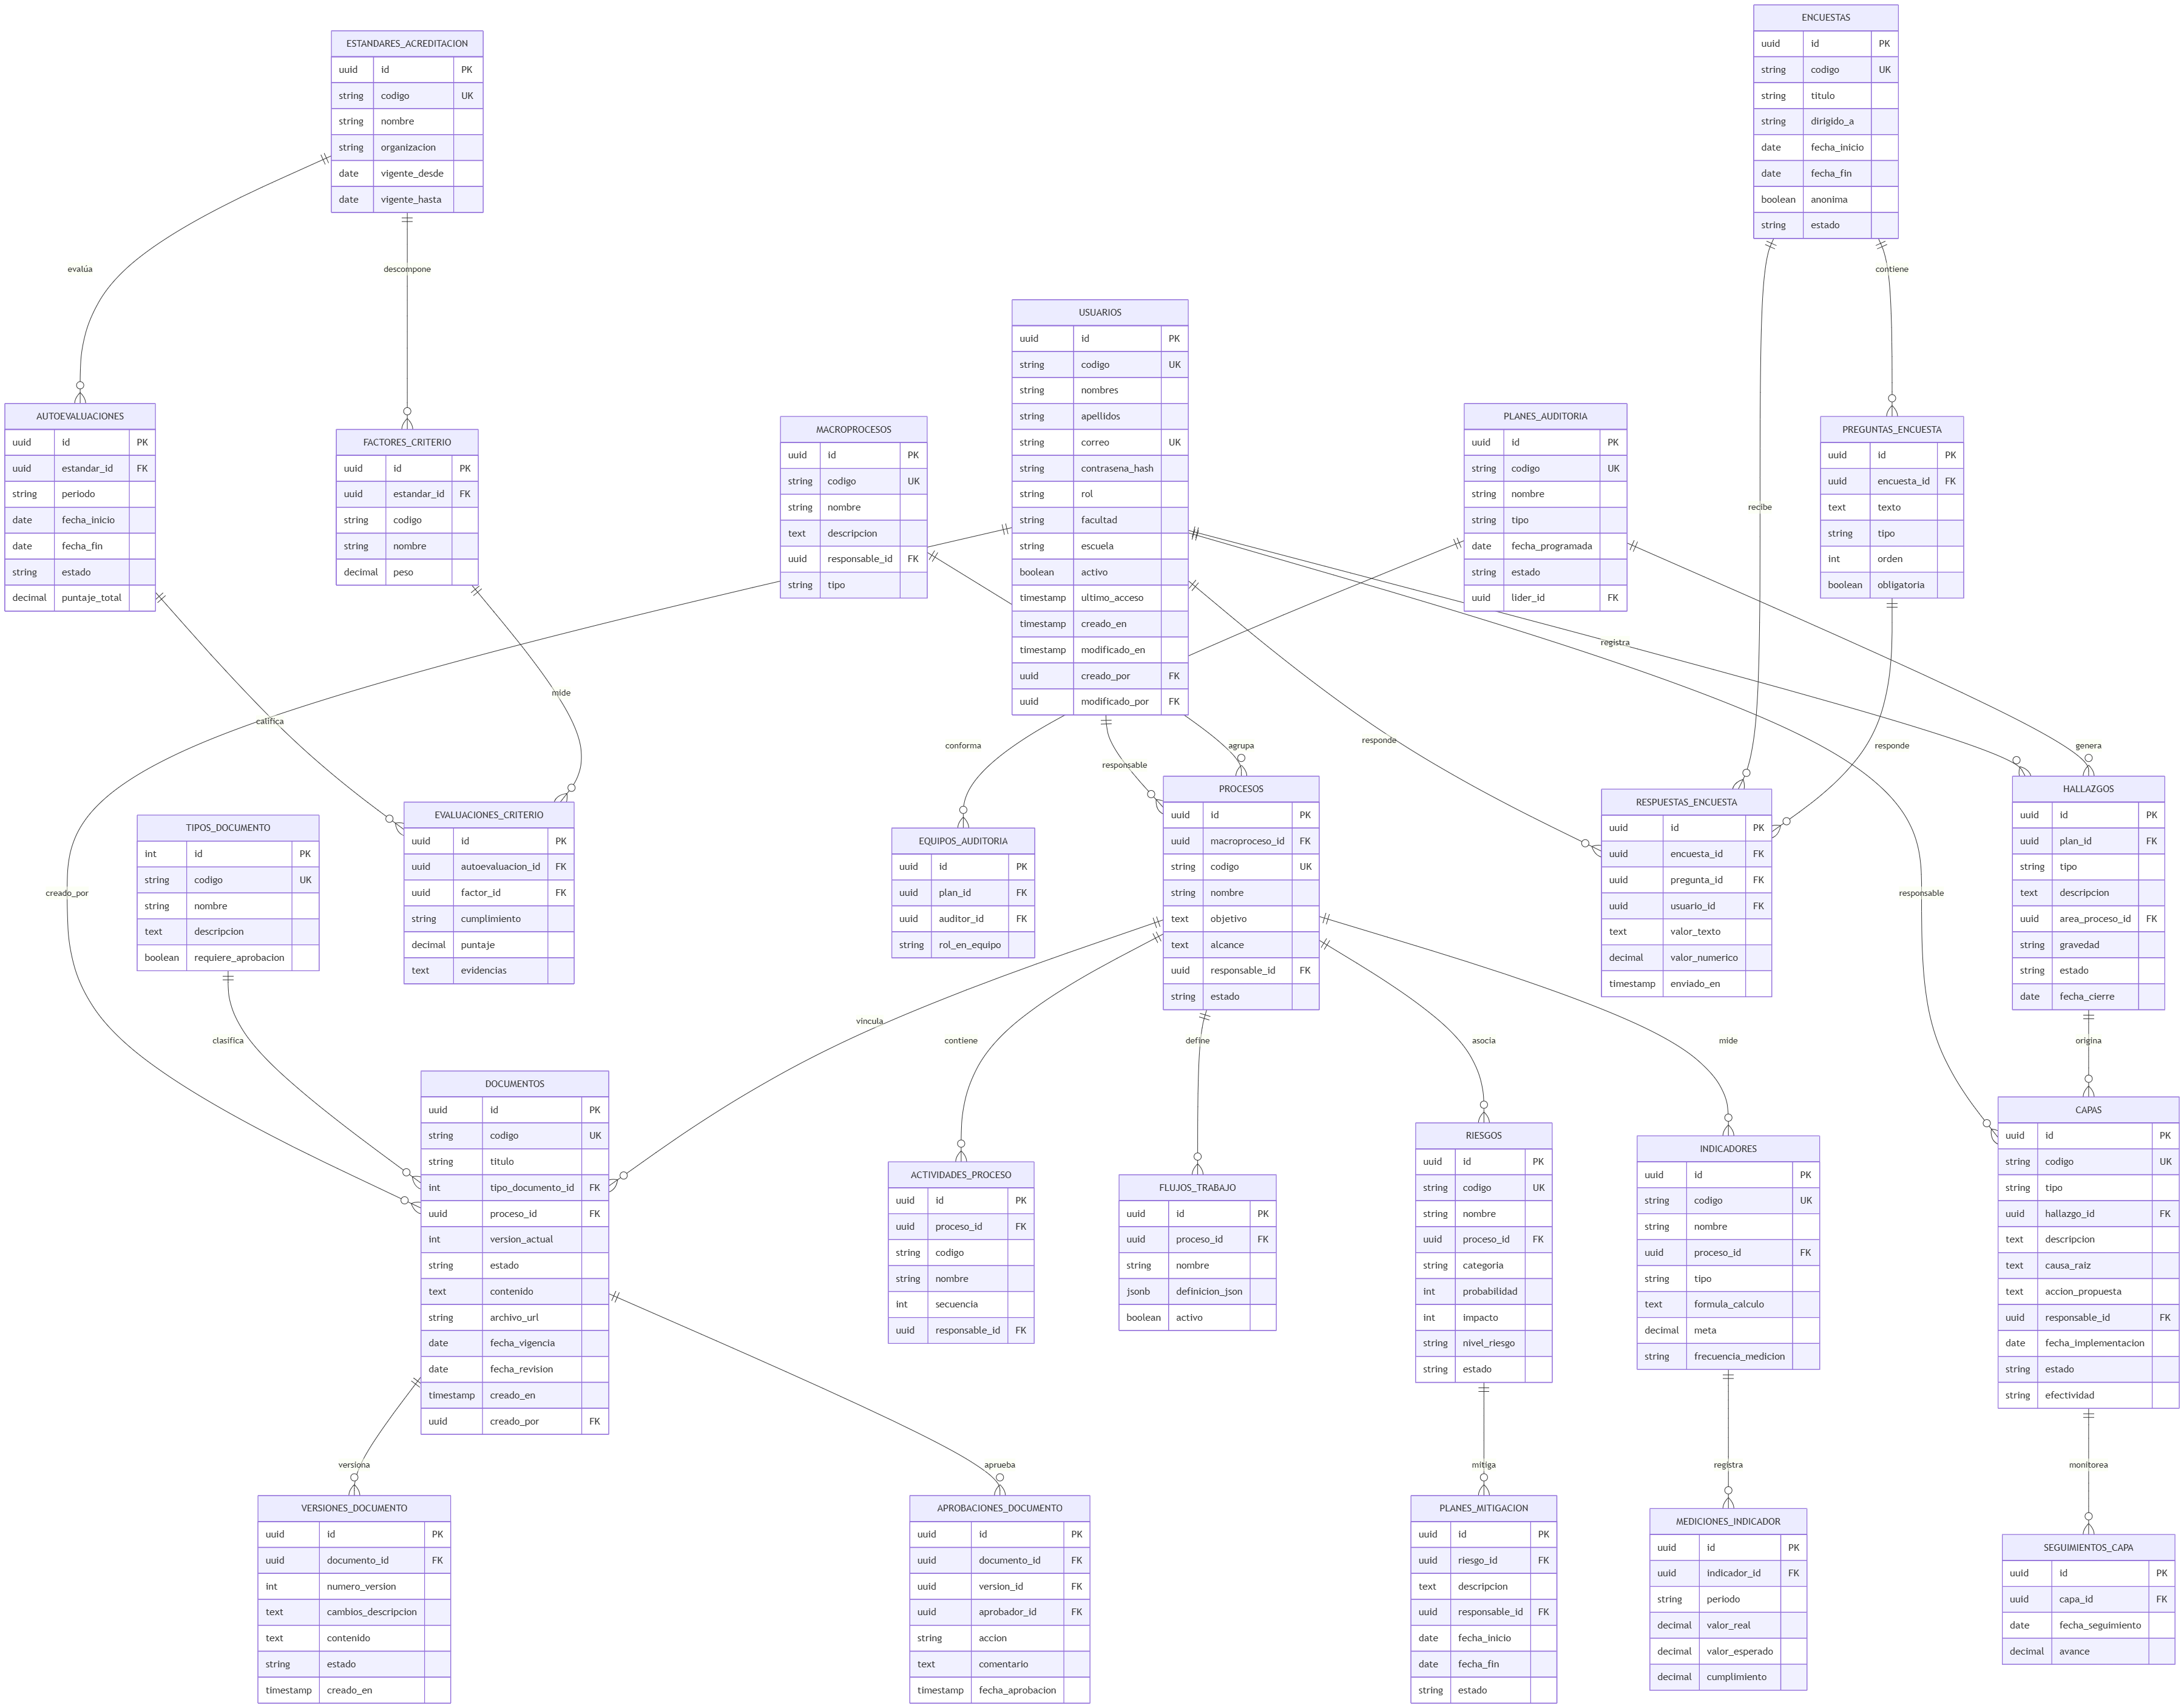 ESTANDARES_ACREDITACION
uuid id PK
string codigo UK
string nombre
string organizacion
date vigente_desde
date vigente_hasta
ENCUESTAS
uuid id PK
string codigo UK
string titulo
string dirigido_a
date fecha_inicio
date fecha_fin
boolean anonima
string estado
evalúa
descompone
contiene
USUARIOS
uuid id PK
string codigo UK
string nombres
string apellidos
string correo UK
string contrasena_hash
string rol
string facultad
string escuela
boolean activo
timestamp ultimo_acceso
timestamp creado_en
timestamp modificado_en
uuid creado_por FK
uuid modificado_por FK
AUTOEVALUACIONES
uuid id PK
uuid estandar_id FK
string periodo
date fecha_inicio
date fecha_fin
string estado
decimal puntaje_total
FACTORES_CRITERIO
uuid id PK
uuid estandar_id FK
string codigo
string nombre
decimal peso
MACROPROCESOS
uuid id PK
string codigo UK
string nombre
text descripcion
uuid responsable_id FK
string tipo
PLANES_AUDITORIA
uuid id PK
string codigo UK
string nombre
string tipo
date fecha_programada
string estado
uuid lider_id FK
PREGUNTAS_ENCUESTA
uuid id PK
uuid encuesta_id FK
text texto
string tipo
int orden
boolean obligatoria
recibe
registra
mide
califica
conforma
responsable
agrupa
responde
responde
genera
TIPOS_DOCUMENTO
int id PK
string codigo UK
string nombre
text descripcion
boolean requiere_aprobacion
EVALUACIONES_CRITERIO
uuid id PK
uuid autoevaluacion_id FK
uuid factor_id FK
string cumplimiento
decimal puntaje
text evidencias
EQUIPOS_AUDITORIA
uuid id PK
uuid plan_id FK
uuid auditor_id FK
string rol_en_equipo
PROCESOS
uuid id PK
uuid macroproceso_id FK
string codigo UK
string nombre
text objetivo
text alcance
uuid responsable_id FK
string estado
RESPUESTAS_ENCUESTA
uuid id PK
uuid encuesta_id FK
uuid pregunta_id FK
uuid usuario_id FK
text valor_texto
decimal valor_numerico
timestamp enviado_en
HALLAZGOS
uuid id PK
uuid plan_id FK
string tipo
text descripcion
uuid area_proceso_id FK
string gravedad
string estado
date fecha_cierre
creado_por
responsable
clasifica
vincula
contiene
define
asocia
mide
origina
DOCUMENTOS
uuid id PK
string codigo UK
string titulo
int tipo_documento_id FK
uuid proceso_id FK
int version_actual
string estado
text contenido
string archivo_url
date fecha_vigencia
date fecha_revision
timestamp creado_en
uuid creado_por FK
ACTIVIDADES_PROCESO
uuid id PK
uuid proceso_id FK
string codigo
string nombre
int secuencia
uuid responsable_id FK
FLUJOS_TRABAJO
uuid id PK
uuid proceso_id FK
string nombre
jsonb definicion_json
boolean activo
RIESGOS
uuid id PK
string codigo UK
string nombre
uuid proceso_id FK
string categoria
int probabilidad
int impacto
string nivel_riesgo
string estado
INDICADORES
uuid id PK
string codigo UK
string nombre
uuid proceso_id FK
string tipo
text formula_calculo
decimal meta
string frecuencia_medicion
CAPAS
uuid id PK
string codigo UK
string tipo
uuid hallazgo_id FK
text descripcion
text causa_raiz
text accion_propuesta
uuid responsable_id FK
date fecha_implementacion
string estado
string efectividad
versiona
aprueba
mitiga
registra
monitorea
VERSIONES_DOCUMENTO
uuid id PK
uuid documento_id FK
int numero_version
text cambios_descripcion
text contenido
string estado
timestamp creado_en
APROBACIONES_DOCUMENTO
uuid id PK
uuid documento_id FK
uuid version_id FK
uuid aprobador_id FK
string accion
text comentario
timestamp fecha_aprobacion
PLANES_MITIGACION
uuid id PK
uuid riesgo_id FK
text descripcion
uuid responsable_id FK
date fecha_inicio
date fecha_fin
string estado
MEDICIONES_INDICADOR
uuid id PK
uuid indicador_id FK
string periodo
decimal valor_real
decimal valor_esperado
decimal cumplimiento
SEGUIMIENTOS_CAPA
uuid id PK
uuid capa_id FK
date fecha_seguimiento
decimal avance